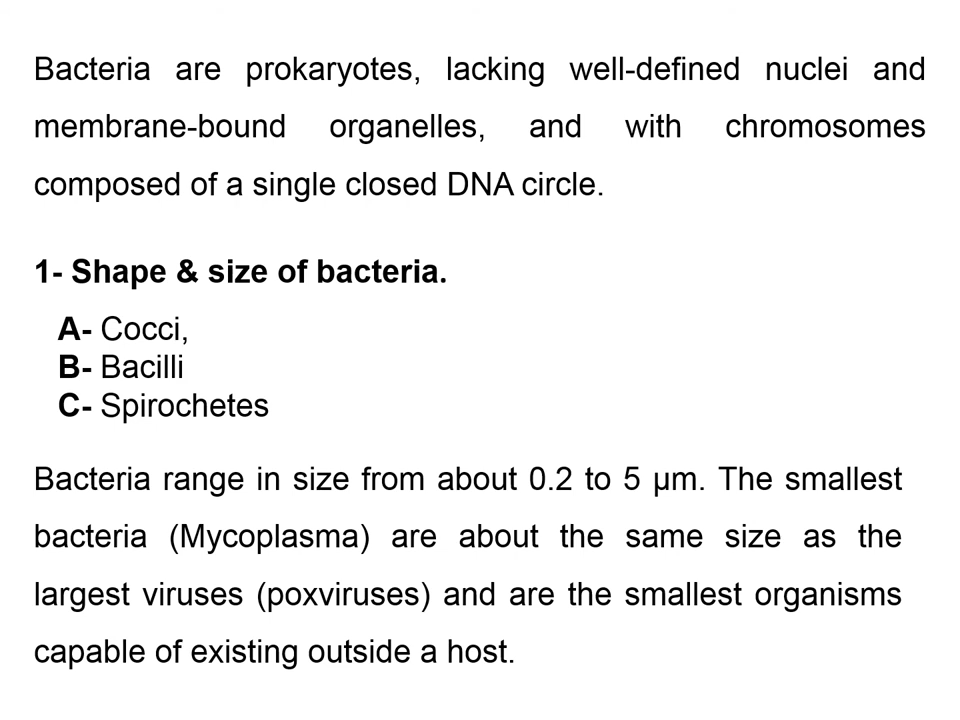 Bacteria are prokaryotes, lacking well-defined nuclei and
membrane-bound organelles, and with chromosomes
composed of a single closed DNA circle.
1- Shape & size of bacteria.
A- Cocci,
B- Bacilli
C- Spirochetes
Bacteria range in size from about 0.2 to 5 µm. The smallest
bacteria (Mycoplasma) are about the same size as the
largest viruses (poxviruses) and are the smallest organisms
capable of existing outside a host.